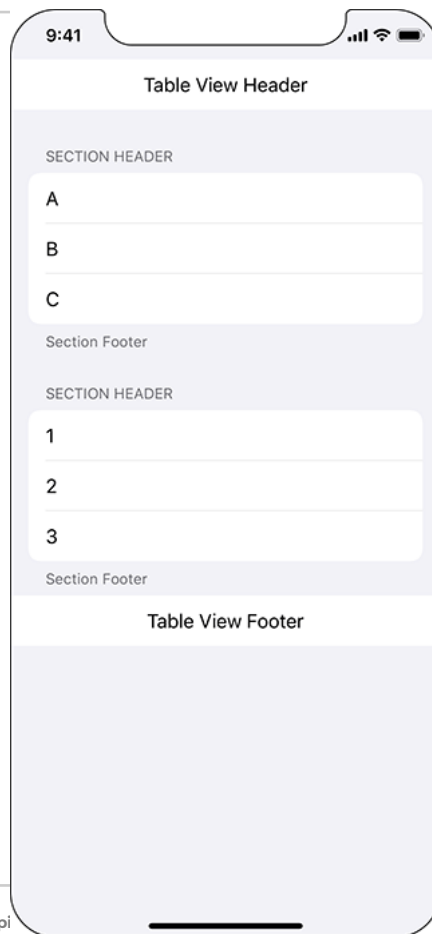 9:41
Table View Header
SECTION HEADER
A
B
C
Section Footer
SECTION HEADER
1
2
3
Section Footer
Table View Footer
pi